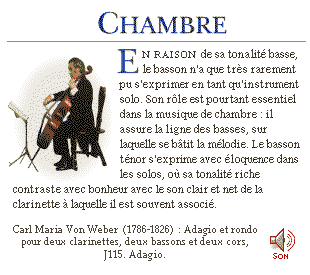 CHAMBRE
EN RAISON de sa tonalité basse,
le basson n'a que très rarement
pu s'exprimer en tant qu'instrument
solo. Son rôle est pourtant essentiel
dans la musique de chambre : il
assure la ligne des basses, sur
laquelle se bâtit la mélodie. Le basson
ténor s'exprime avec éloquence dans
les solos, où sa tonalité riche
contraste avec bonheur avec le son clair et net de la
clarinette à laquelle il est souvent associé.
Carl Maria Von Weber (1786-1826) : Adagio et rondo
pour deux clarinettes, deux bassons et deux cors,
J115. Adagio.
SON